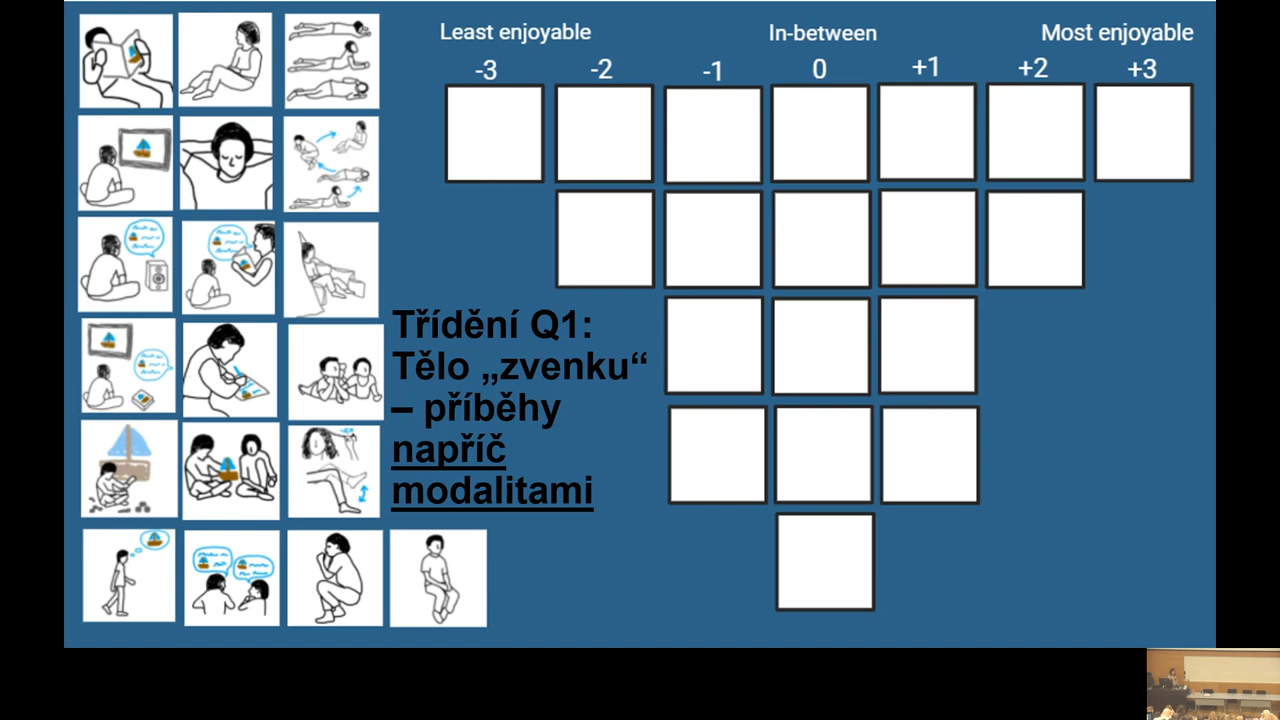 Least enjoyable In-between Most enjoyable
-3 -2 -1 0 +1 +2 +3
Třídění Q1:
Tělo „zvenku“
– příběhy
napříč
modalitami